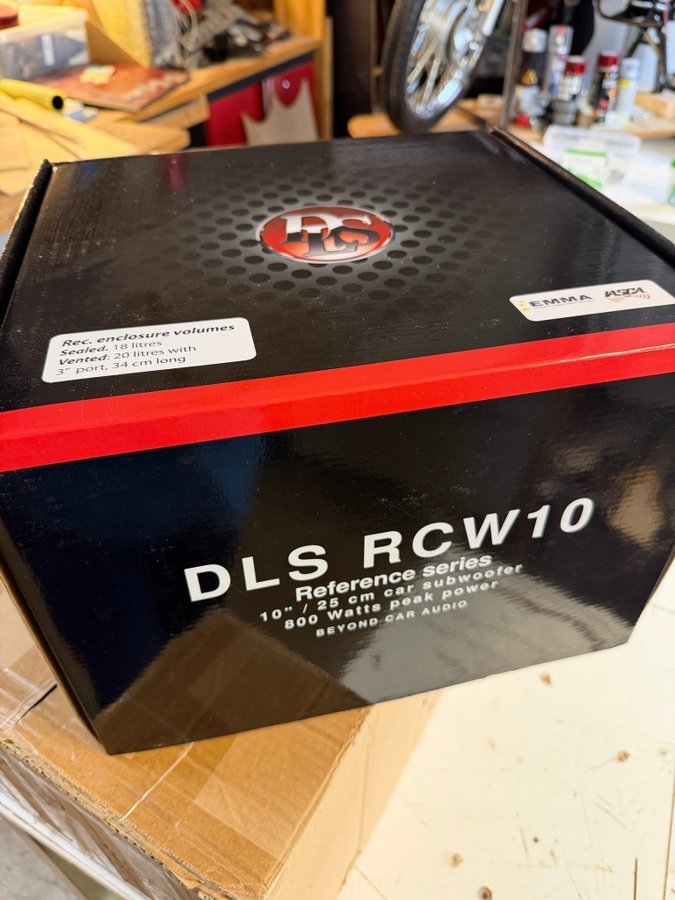 DLS
Rec. enclosure volumes
Sealed. 18 litres
Vented: 20 litres with
3" port, 34 cm long
EMMA IASCA
DLS RCW10
Reference series
10" / 25 cm car subwoofer
800 Watts peak power
BEYOND CAR AUDIO